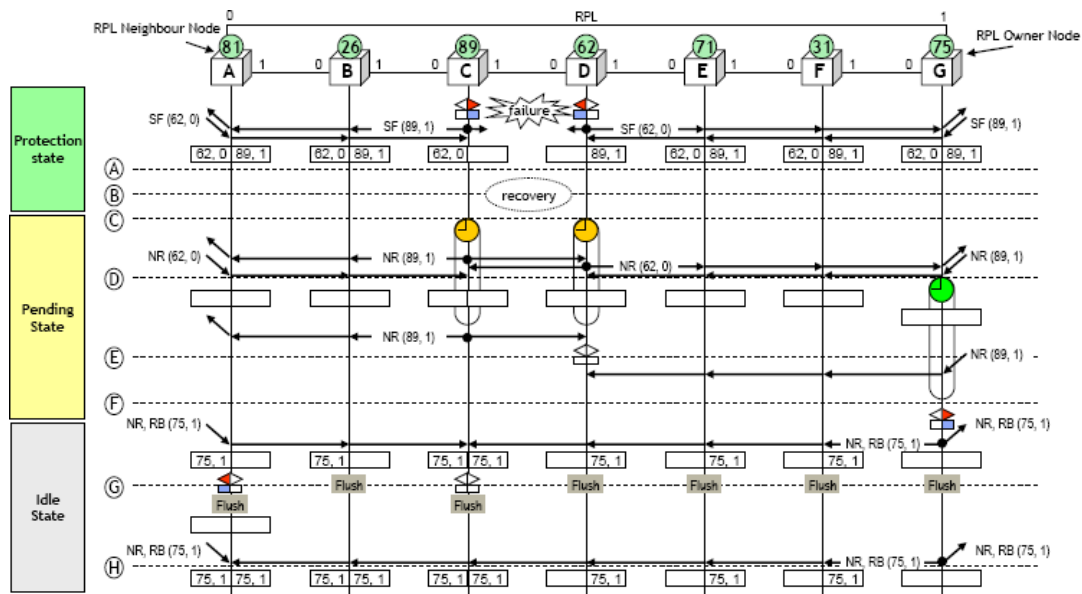 0 RPL 1
RPL Neighbour Node
RPL Owner Node
81 26 89 62 71 31 75
A 1 0 B 1 0 C 1 0 D 1 0 E 1 0 F 1 0 G
Protection
state
failure
SF (62, 0) SF (89, 1) SF (62, 0) SF (89, 1)
62, 0 89, 1 62, 0 89, 1 62, 0 89, 1 62, 0 89, 1 62, 0 89, 1 62, 0 89, 1
A
B recovery
C
Pending
State
NR (62, 0) NR (89, 1) NR (62, 0) NR (89, 1)
D
NR (89, 1)
E NR (89, 1)
F
Idle
State
NR, RB (75, 1) NR, RB (75, 1) NR, RB (75, 1)
75, 1 75, 1 75, 1 75, 1 75, 1 75, 1 75, 1
G Flush Flush Flush Flush Flush
Flush Flush
NR, RB (75, 1) NR, RB (75, 1) NR, RB (75, 1)
H
75, 1 75, 1 75, 1 75, 1 75, 1 75, 1 75, 1 75, 1 75, 1